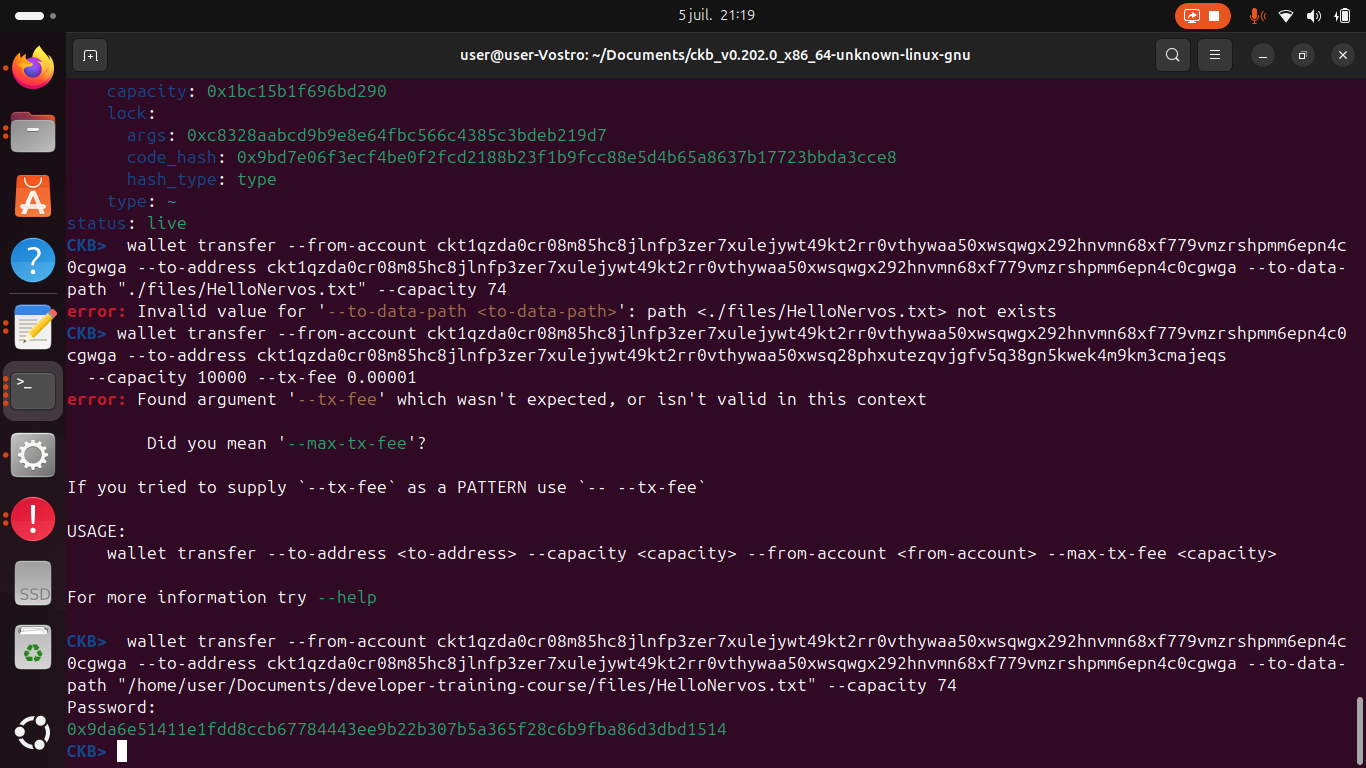 5 juil. 21:19
user@user-Vostro: ~/Documents/ckb_v0.202.0_x86_64-unknown-linux-gnu
capacity: 0x1bc15b1f696bd290
lock:
args: 0xc8328aabcd9b9e8e64fbc566c4385c3bdeb219d7
code_hash: 0x9bd7e06f3ecf4be0f2fcd2188b23f1b9fcc88e5d4b65a8637b17723bbda3cce8
hash_type: type
type: ~
status: live
CKB> wallet transfer --from-account ckt1qzda0cr08m85hc8jlnfp3zer7xulejywt49kt2rr0vthywaa50xwsqwgx292hnvmn68xf779vmzrshpmm6epn4c
0cgwga --to-address ckt1qzda0cr08m85hc8jlnfp3zer7xulejywt49kt2rr0vthywaa50xwsqwgx292hnvmn68xf779vmzrshpmm6epn4c0cgwga --to-data-
path "./files/HelloNervos.txt" --capacity 74
error: Invalid value for '--to-data-path <to-data-path>': path <./files/HelloNervos.txt> not exists
CKB> wallet transfer --from-account ckt1qzda0cr08m85hc8jlnfp3zer7xulejywt49kt2rr0vthywaa50xwsqwgx292hnvmn68xf779vmzrshpmm6epn4c0
cgwga --to-address ckt1qzda0cr08m85hc8jlnfp3zer7xulejywt49kt2rr0vthywaa50xwsq28phxutezqvjgfv5q38gn5kwek4m9km3cmajeqs
--capacity 10000 --tx-fee 0.00001
error: Found argument '--tx-fee' which wasn't expected, or isn't valid in this context
Did you mean '--max-tx-fee'?
If you tried to supply `--tx-fee` as a PATTERN use `-- --tx-fee`
USAGE:
wallet transfer --to-address <to-address> --capacity <capacity> --from-account <from-account> --max-tx-fee <capacity>
For more information try --help
CKB> wallet transfer --from-account ckt1qzda0cr08m85hc8jlnfp3zer7xulejywt49kt2rr0vthywaa50xwsqwgx292hnvmn68xf779vmzrshpmm6epn4c
0cgwga --to-address ckt1qzda0cr08m85hc8jlnfp3zer7xulejywt49kt2rr0vthywaa50xwsqwgx292hnvmn68xf779vmzrshpmm6epn4c0cgwga --to-data-
path "/home/user/Documents/developer-training-course/files/HelloNervos.txt" --capacity 74
Password:
0x9da6e51411e1fdd8ccb67784443ee9b22b307b5a365f28c6b9fba86d3dbd1514
CKB>
SSD